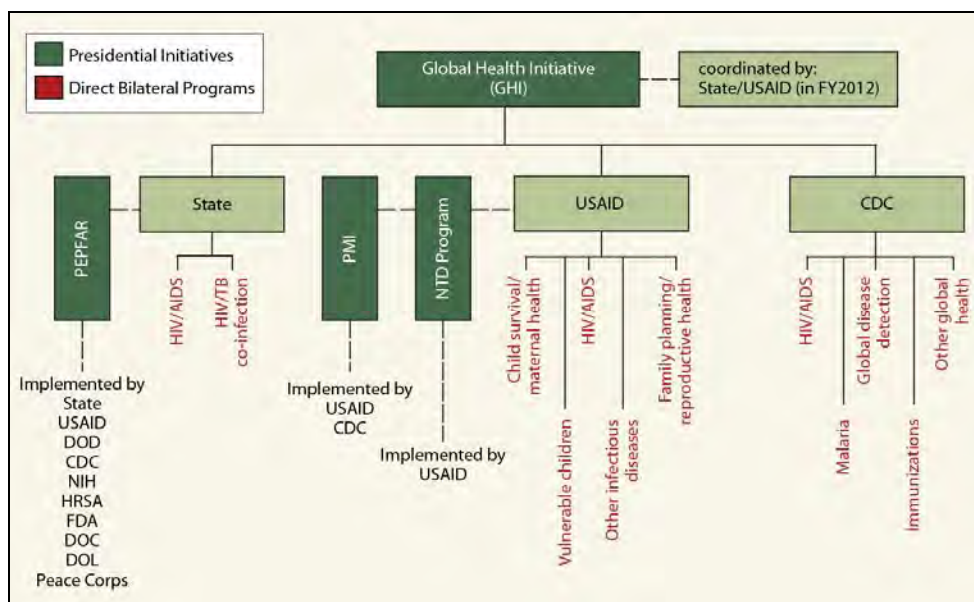 Presidential Initiatives
Direct Bilateral Programs
Global Health Initiative
(GHI)
coordinated by:
State/USAID (in FY2012)
PEPFAR
State
PMI
NTD Program
USAID
CDC
HIV/AIDS
HIV/TB
co-infection
Child survival/
maternal health
Vulnerable children
HIV/AIDS
Other infectious
diseases
Family planning/
reproductive health
HIV/AIDS
Malaria
Global disease
detection
Immunizations
Other global
health
Implemented by
State
USAID
DOD
CDC
NIH
HRSA
FDA
DOC
DOL
Peace Corps
Implemented by
USAID
CDC
Implemented by
USAID